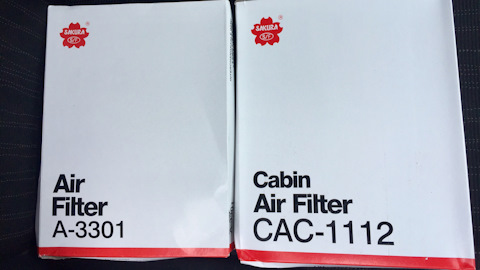 SAKURA
®
Air
Filter
A-3301
SAKURA
®
Cabin
Air Filter
CAC-1112